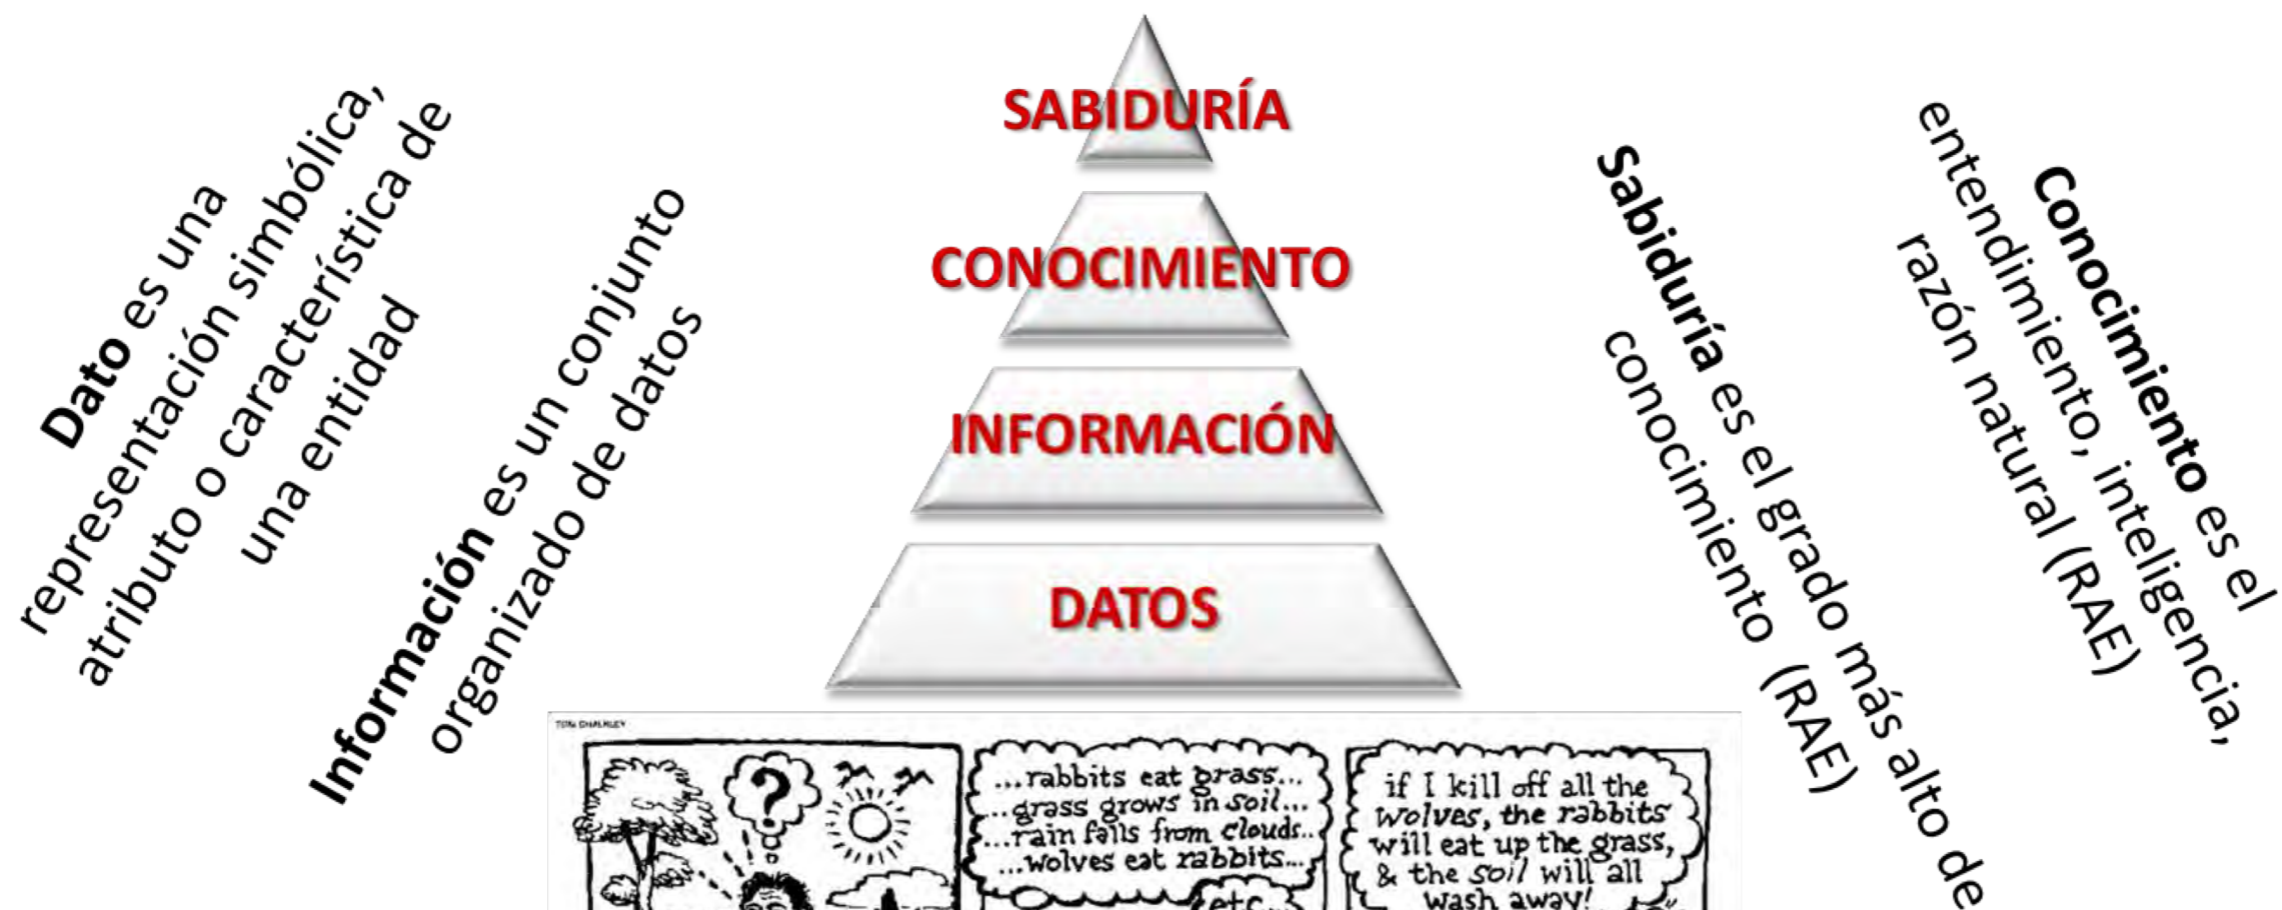 SABIDURÍA
CONOCIMIENTO
INFORMACIÓN
DATOS
Dato es una
representación simbólica,
atributo o característica de
una entidad
Información es un conjunto
organizado de datos
Sabiduría es el grado más alto de
conocimiento (RAE)
Conocimiento es el
entendimiento, inteligencia,
razón natural (RAE)
TOM CHALKLEY
?
...rabbits eat grass...
...grass grows in soil...
...rain falls from clouds..
...wolves eat rabbits...
etc...
if I kill off all the
wolves, the rabbits
will eat up the grass,
& the soil will all
wash away!